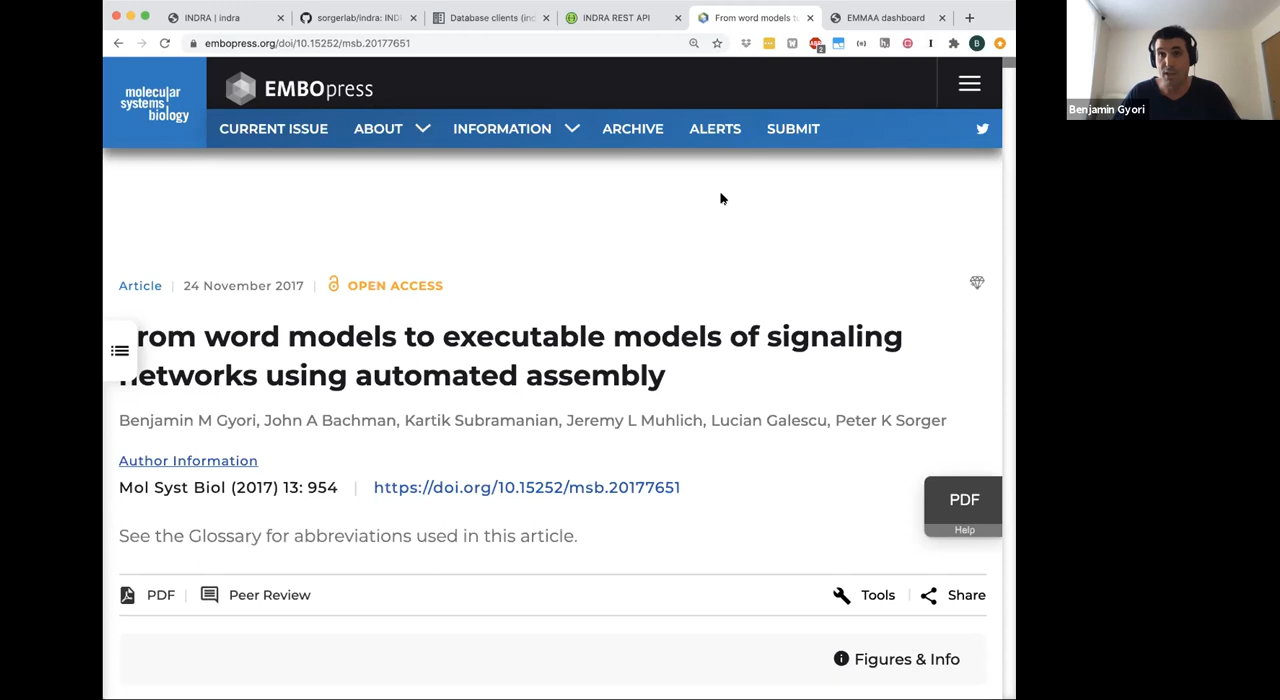 INDRA | indra
sorgerlab/indra: IND
Database clients (inc
INDRA REST API
From word models t
EMMAA dashboard
embopress.org/doi/10.15252/msb.20177651
molecular
systems
biology
EMBOpress
CURRENT ISSUE ABOUT INFORMATION ARCHIVE ALERTS SUBMIT
Article | 24 November 2017 | OPEN ACCESS
rom word models to executable models of signaling
networks using automated assembly
Benjamin M Gyori, John A Bachman, Kartik Subramanian, Jeremy L Muhlich, Lucian Galescu, Peter K Sorger
Author Information
Mol Syst Biol (2017) 13: 954 | https://doi.org/10.15252/msb.20177651
See the Glossary for abbreviations used in this article.
PDF
Help
PDF Peer Review Tools Share
Figures & Info
Benjamin Gyori